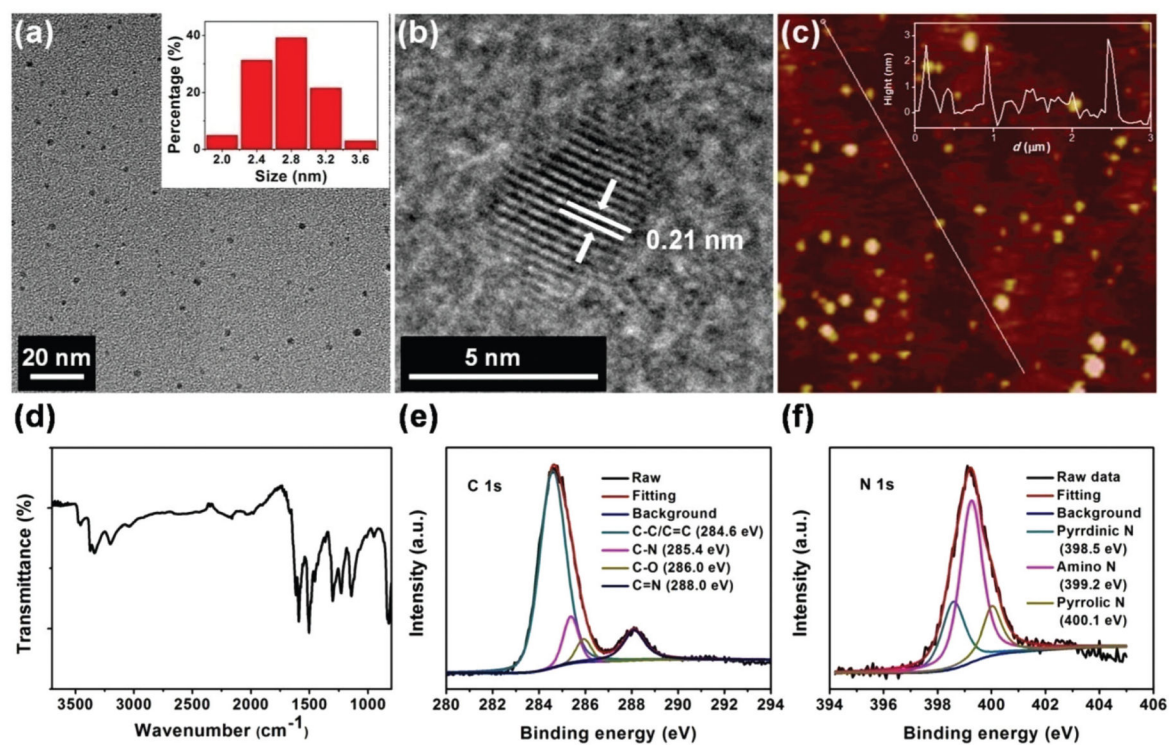 (a)
Percentage (%)
40
20
0
2.0 2.4 2.8 3.2 3.6
Size (nm)
20 nm
(b)
0.21 nm
5 nm
(c)
Hight (nm)
3
2
1
0
0 1 2 3
d (μm)
(d)
Transmittance (%)
3500 3000 2500 2000 1500 1000
Wavenumber (cm-1)
(e)
Intensity (a.u.)
C 1s
Raw
Fitting
Background
C-C/C=C (284.6 eV)
C-N (285.4 eV)
C-O (286.0 eV)
C=N (288.0 eV)
280 282 284 286 288 290 292 294
Binding energy (eV)
(f)
Intensity (a.u.)
N 1s
Raw data
Fitting
Background
Pyrrdinic N
(398.5 eV)
Amino N
(399.2 eV)
Pyrrolic N
(400.1 eV)
394 396 398 400 402 404 406
Binding energy (eV)